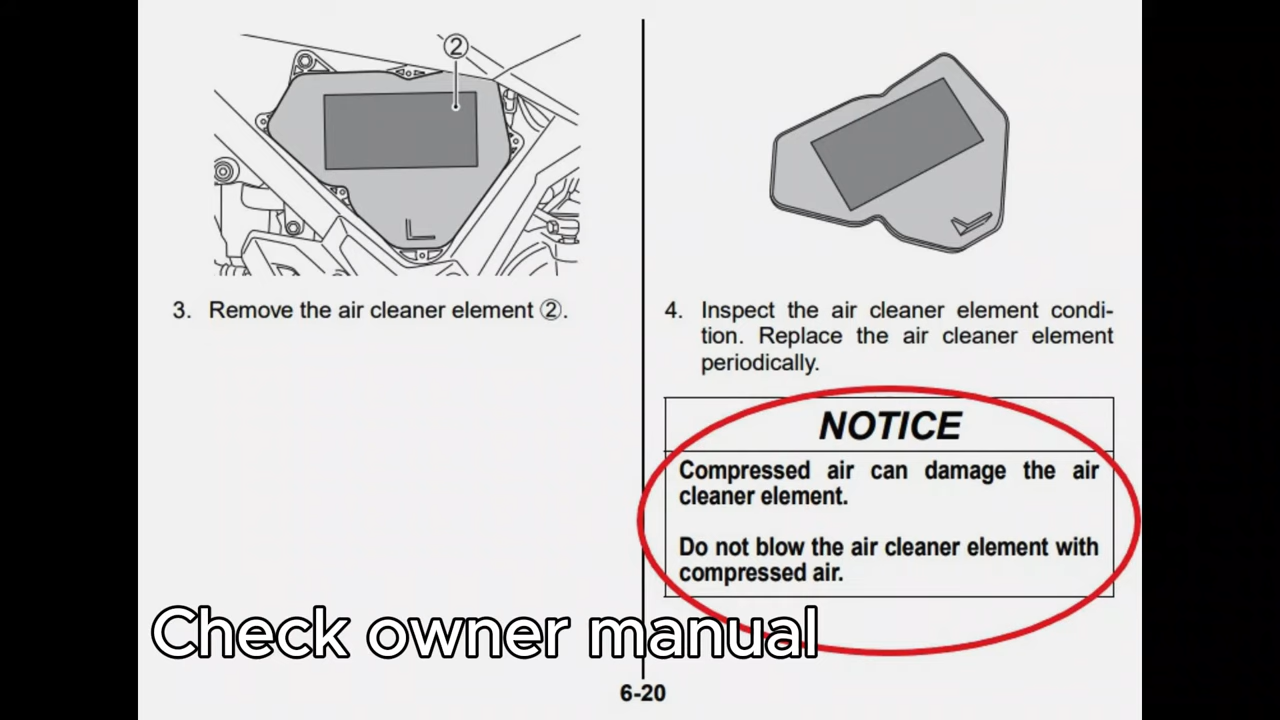 ②
3. Remove the air cleaner element ②.
4. Inspect the air cleaner element condi-
tion. Replace the air cleaner element
periodically.
NOTICE
Compressed air can damage the air
cleaner element.
Do not blow the air cleaner element with
compressed air.
Check owner manual
6-20